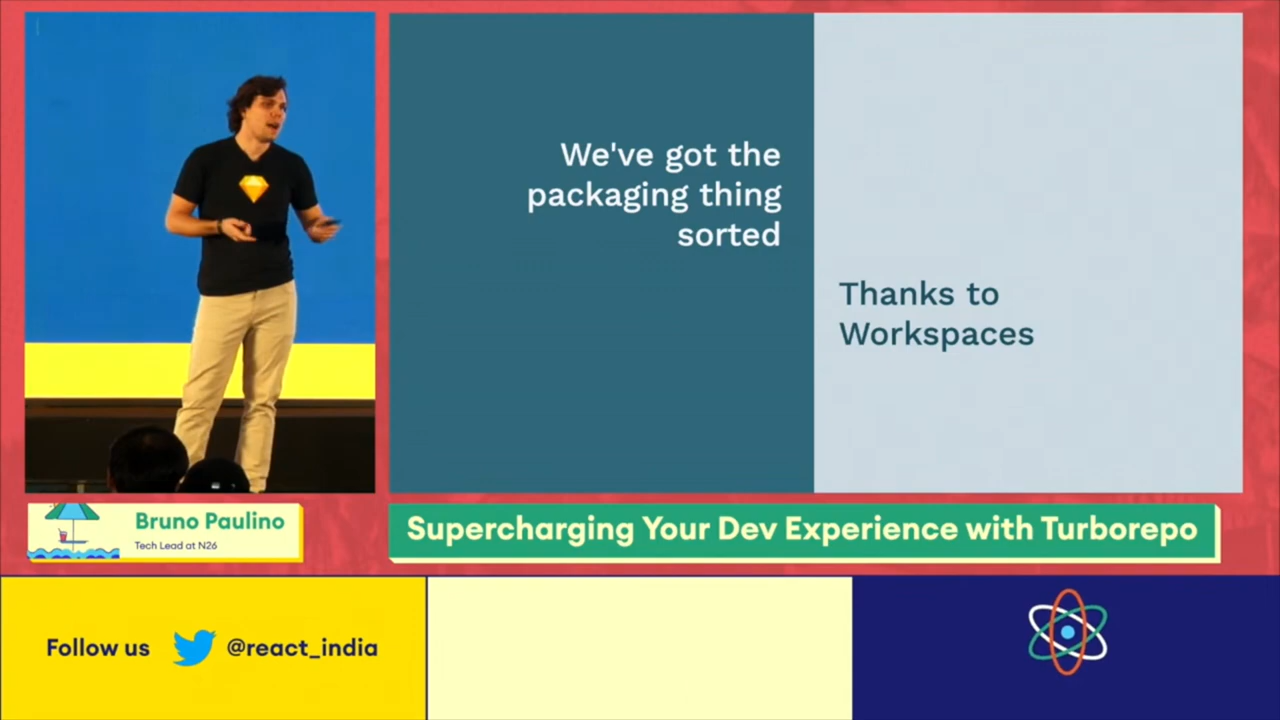 We've got the
packaging thing
sorted
Thanks to
Workspaces
Bruno Paulino
Tech Lead at N26
Supercharging Your Dev Experience with Turborepo
Follow us
@react_india